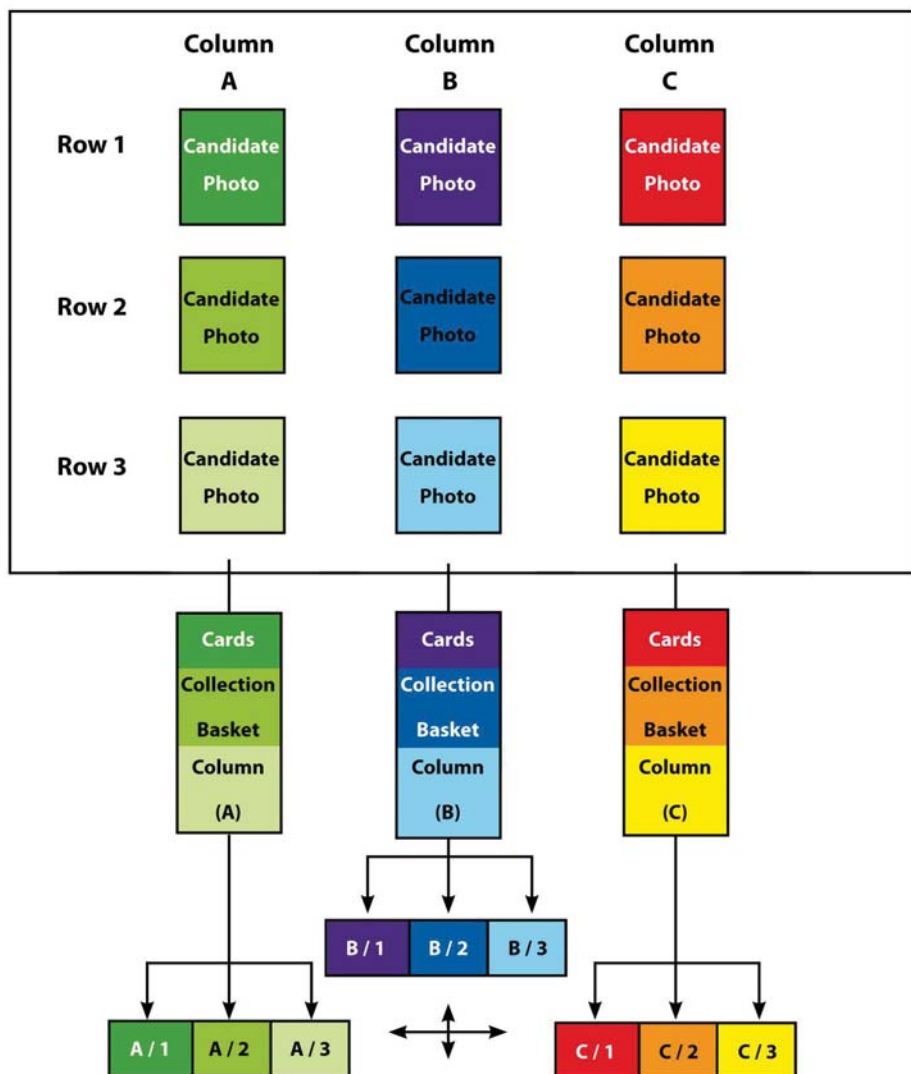 Column Column Column
A B C
Row 1
Candidate Candidate Candidate
Photo Photo Photo
Row 2
Candidate Candidate Candidate
Photo Photo Photo
Row 3
Candidate Candidate Candidate
Photo Photo Photo
Cards Cards Cards
Collection Collection Collection
Basket Basket Basket
Column Column Column
(A) (B) (C)
B / 1 B / 2 B / 3
A / 1 A / 2 A / 3 C / 1 C / 2 C / 3